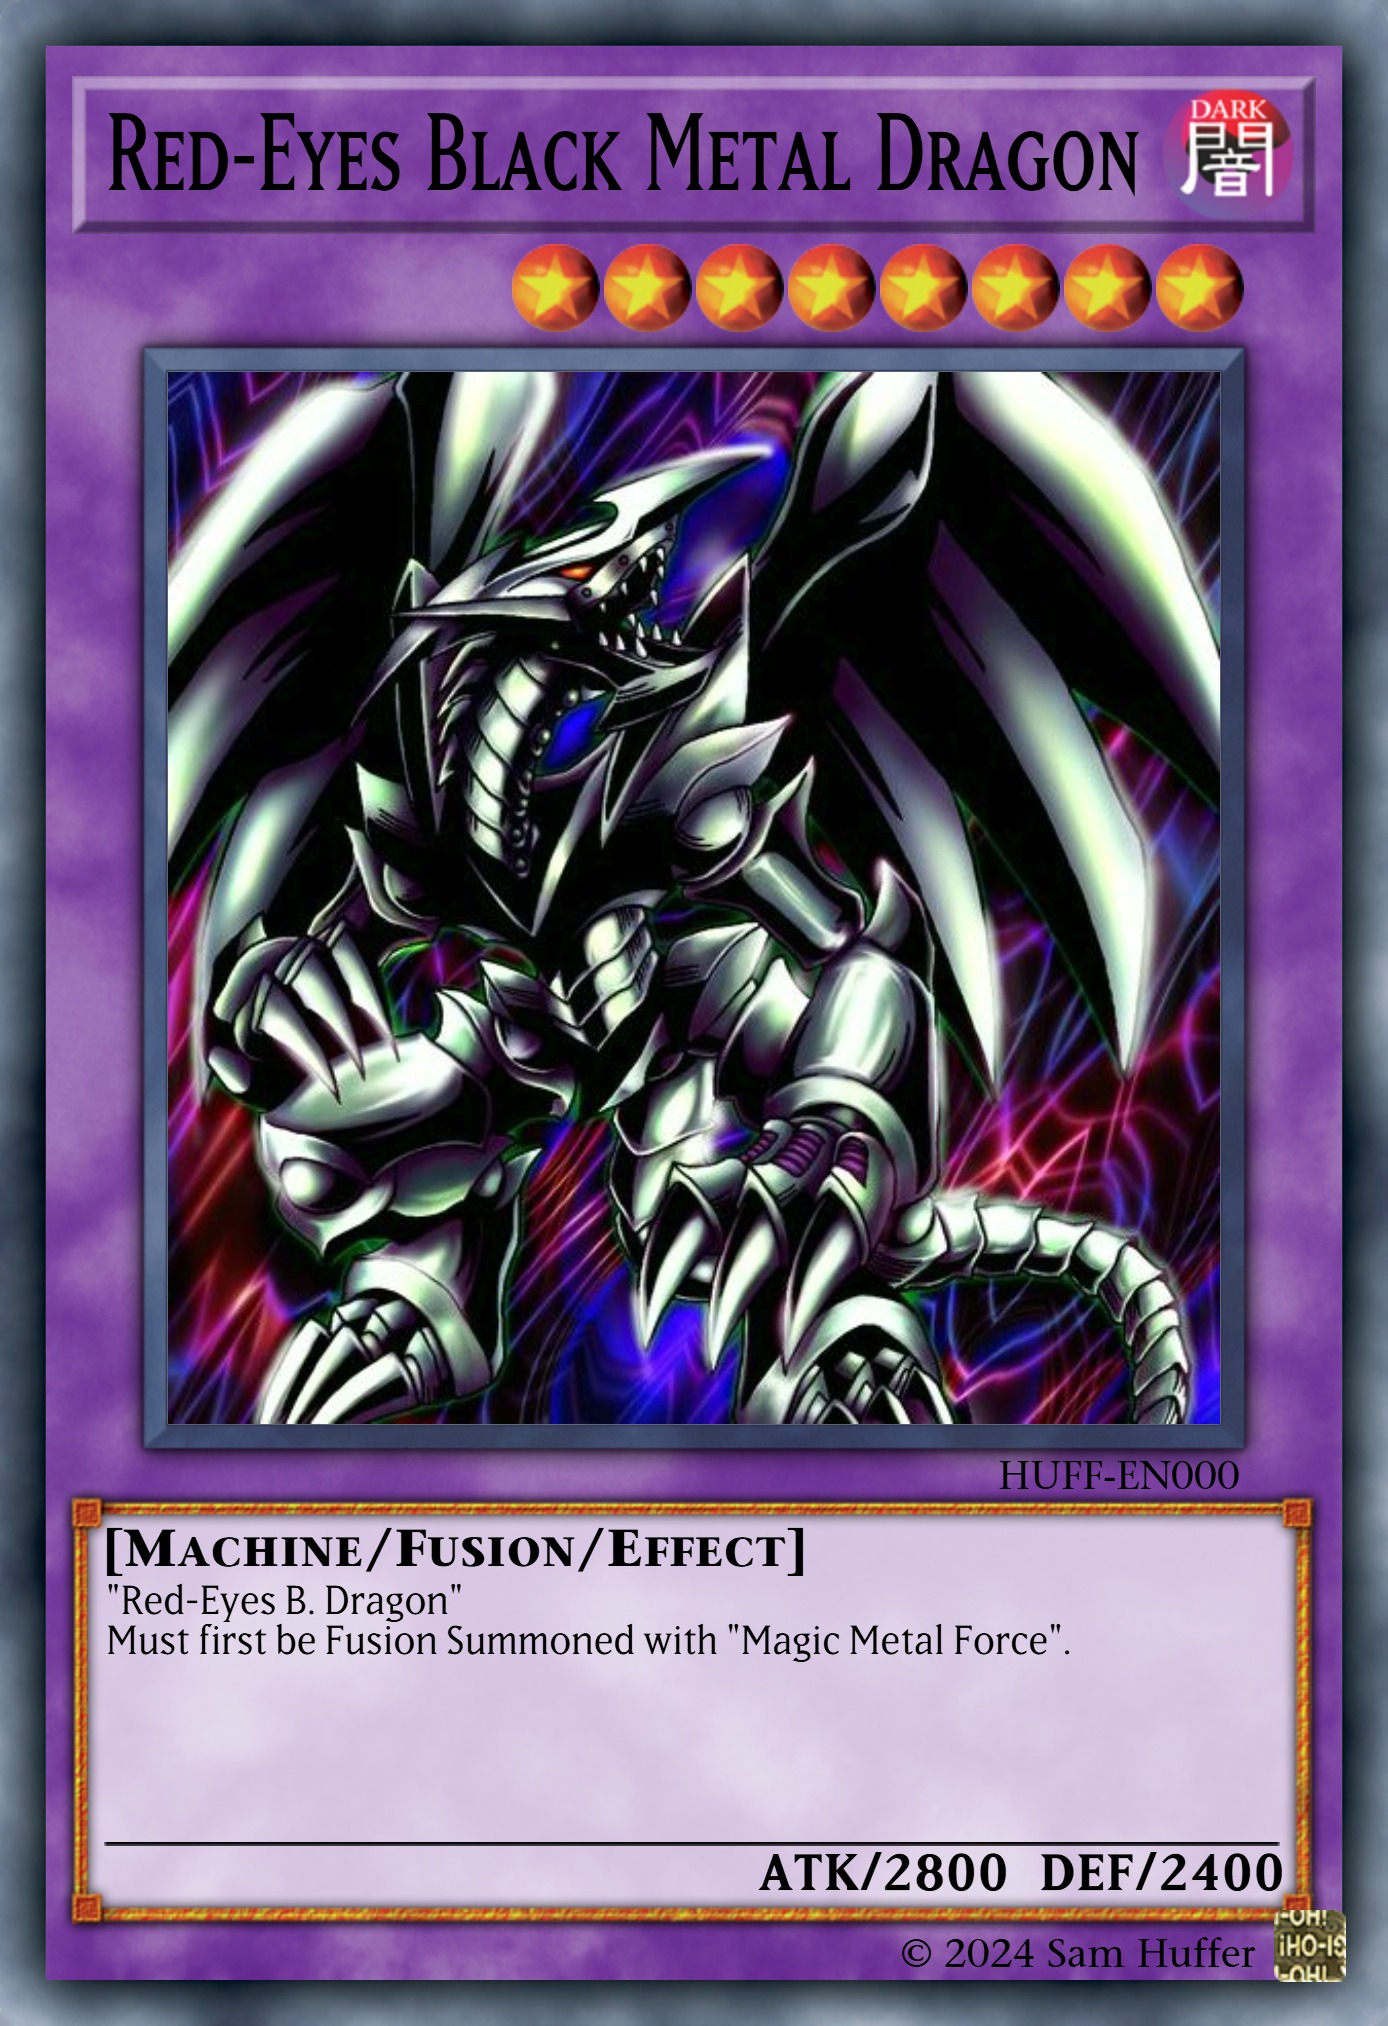 Red-Eyes Black Metal Dragon
DARK
闇
HUFF-EN000
[Machine/Fusion/Effect]
"Red-Eyes B. Dragon"
Must first be Fusion Summoned with "Magic Metal Force".
ATK/2800 DEF/2400
© 2024 Sam Huffer